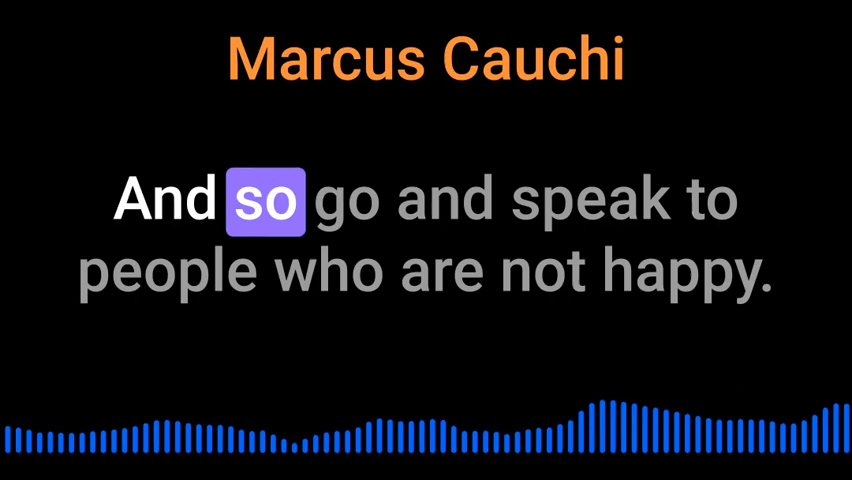 Marcus Cauchi
And so go and speak to
people who are not happy.